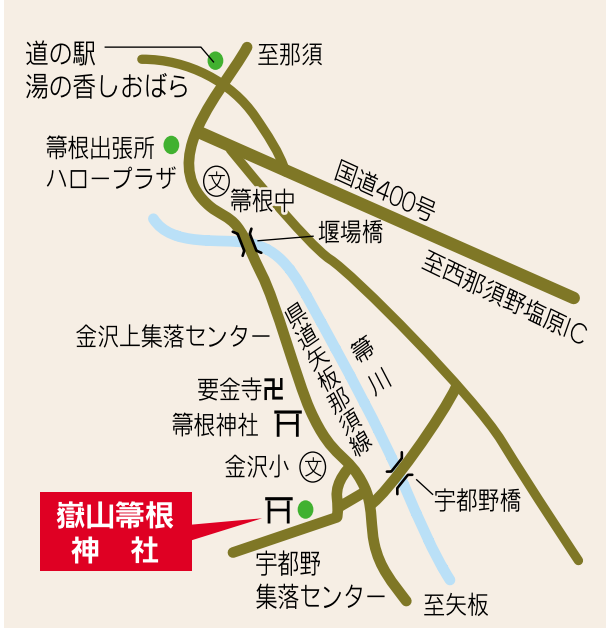 道の駅
湯の香しおばら
至那須
箒根出張所
ハロープラザ
文
箒根中
国道400号
堰場橋
至西那須野塩原IC
金沢上集落センター
県道矢板那須線
箒川
要金寺卍
箒根神社
金沢小
文
宇都野橋
嶽山箒根
神 社
宇都野
集落センター
至矢板